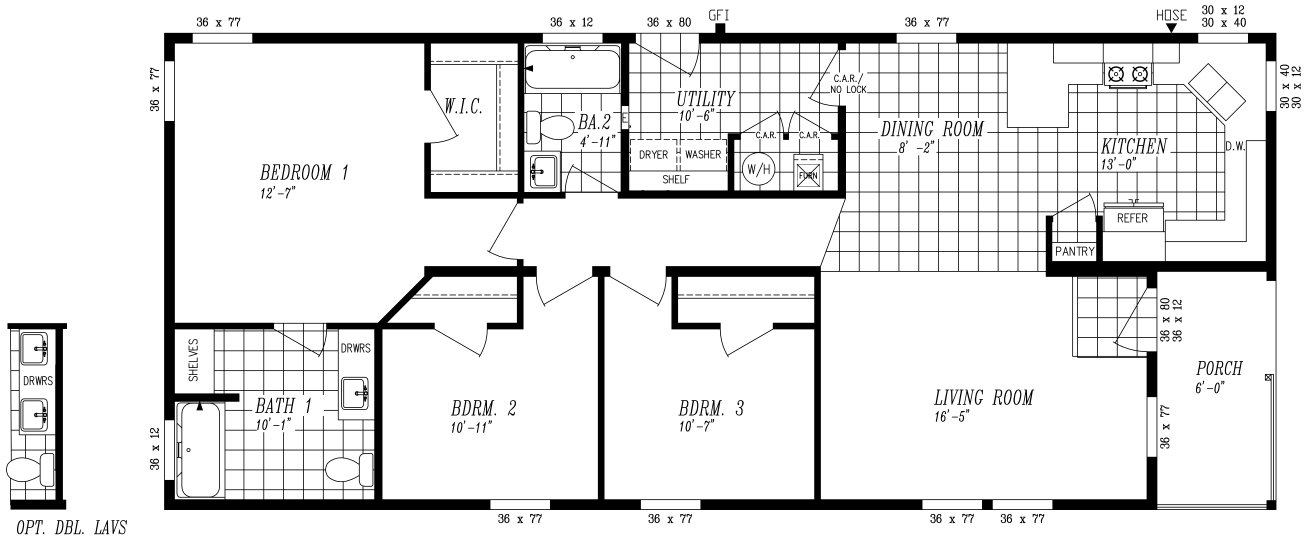 36 x 77
36 x 12
36 x 80
GFI
36 x 77
HOSE
30 x 12
30 x 40
36 x 77
W.I.C.
BA.2
4'-11"
E.
UTILITY
10'-6"
C.A.R./
NO LOCK
C.A.R.
C.A.R.
DRYER
WASHER
SHELF
W/H
FURN
DINING ROOM
8' -2"
KITCHEN
13'-0"
D.W.
30 x 40
30 x 12
BEDROOM 1
12'-7"
REFER
PANTRY
SHELVES
DRWRS
BATH 1
10'-1"
36 x 12
BDRM. 2
10'-11"
BDRM. 3
10'-7"
LIVING ROOM
16'-5"
36 x 80
36 x 12
PORCH
6'-0"
36 x 77
DRWRS
OPT. DBL. LAVS
36 x 77
36 x 77
36 x 77
36 x 77